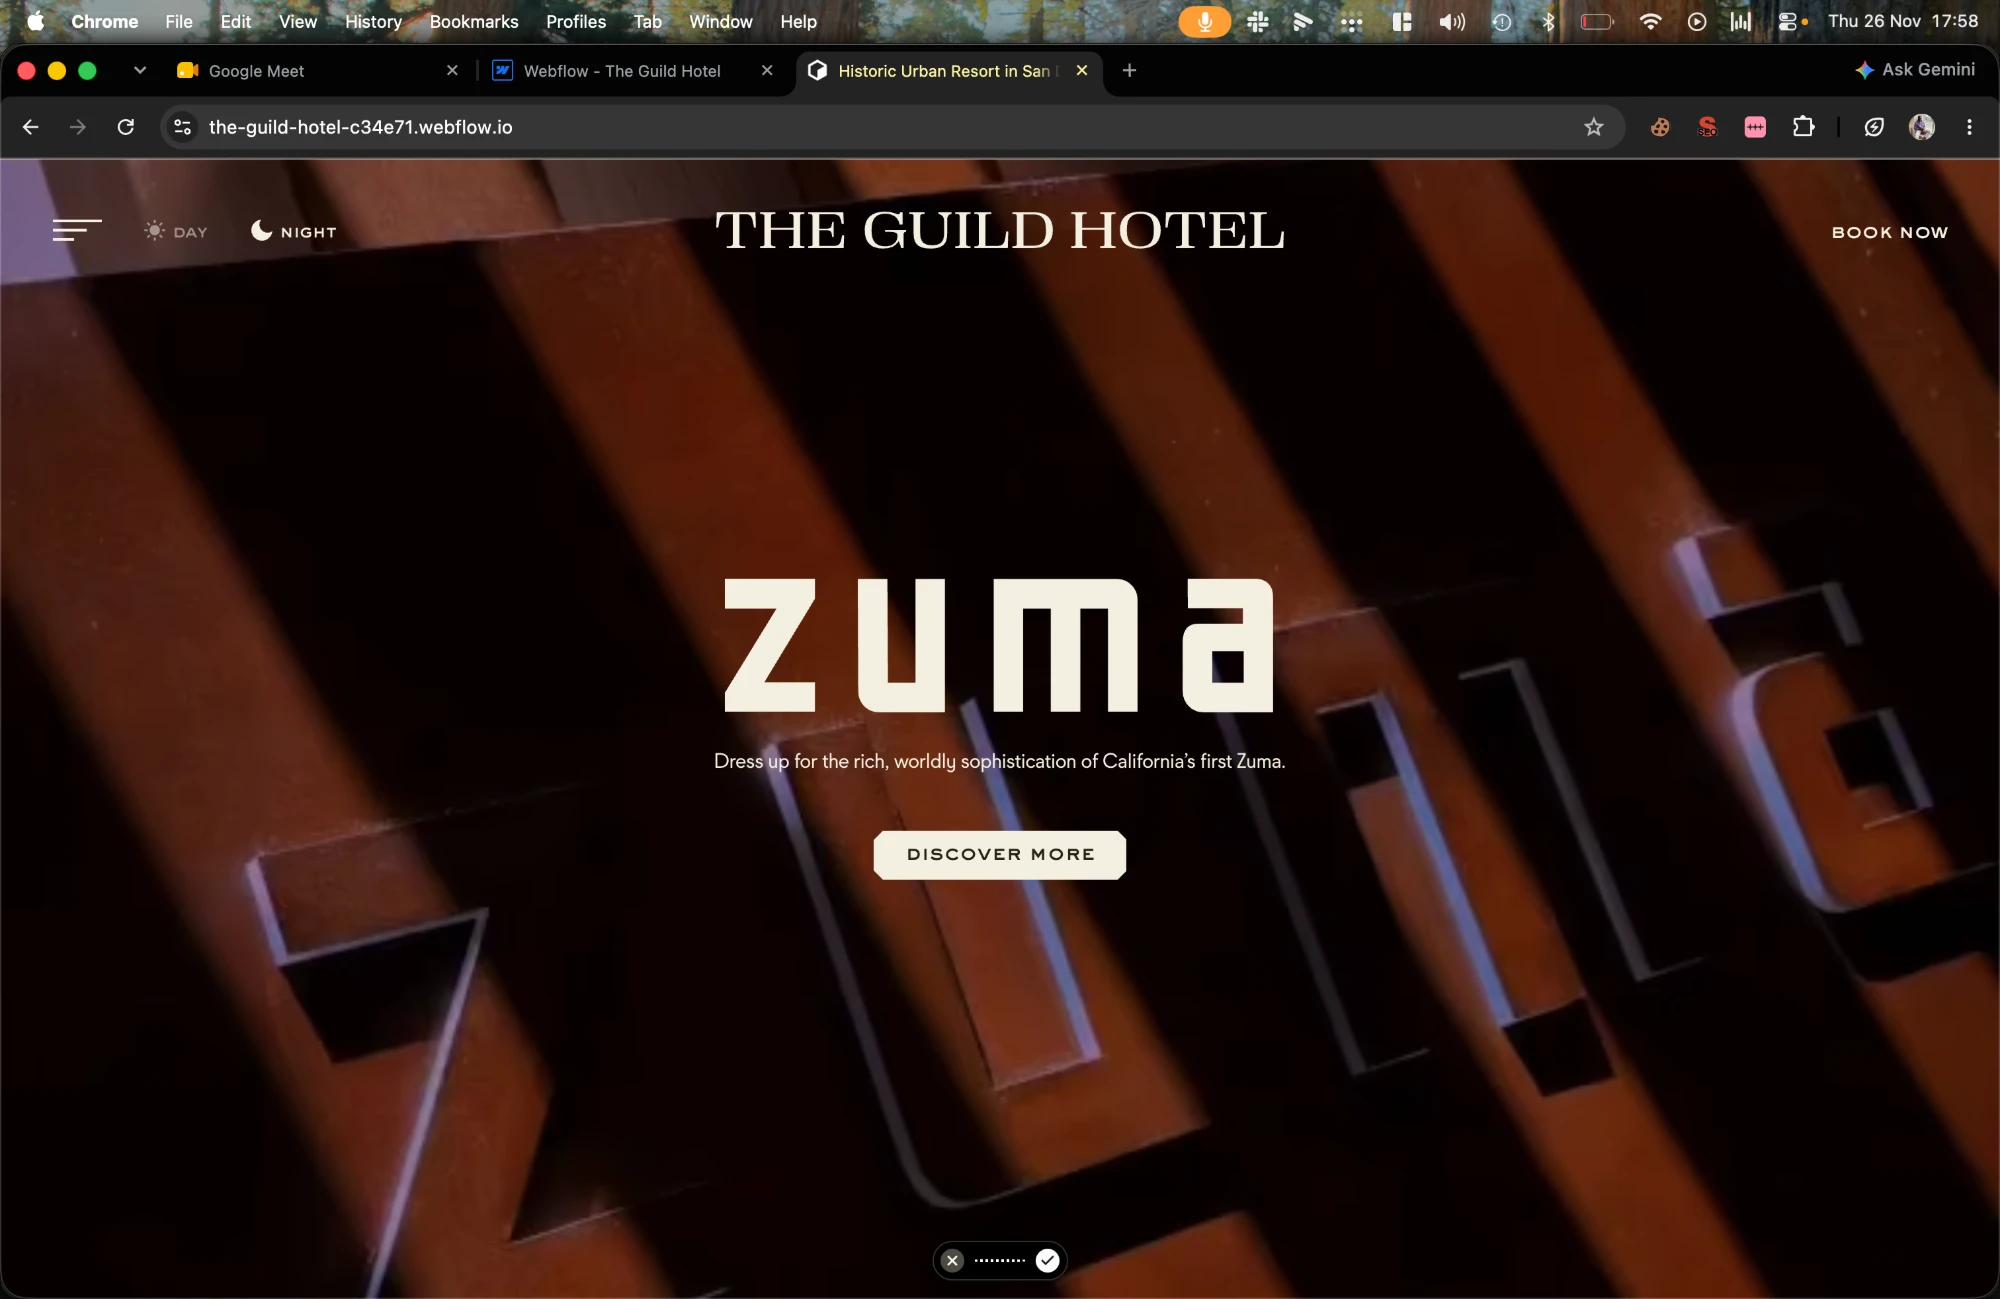 Chrome File Edit View History Bookmarks Profiles Tab Window Help Thu 26 Nov 17:58
Google Meet Webflow - The Guild Hotel Historic Urban Resort in San Ask Gemini
the-guild-hotel-c34e71.webflow.io SEO
DAY NIGHT THE GUILD HOTEL BOOK NOW
zuma
Dress up for the rich, worldly sophistication of California’s first Zuma.
DISCOVER MORE